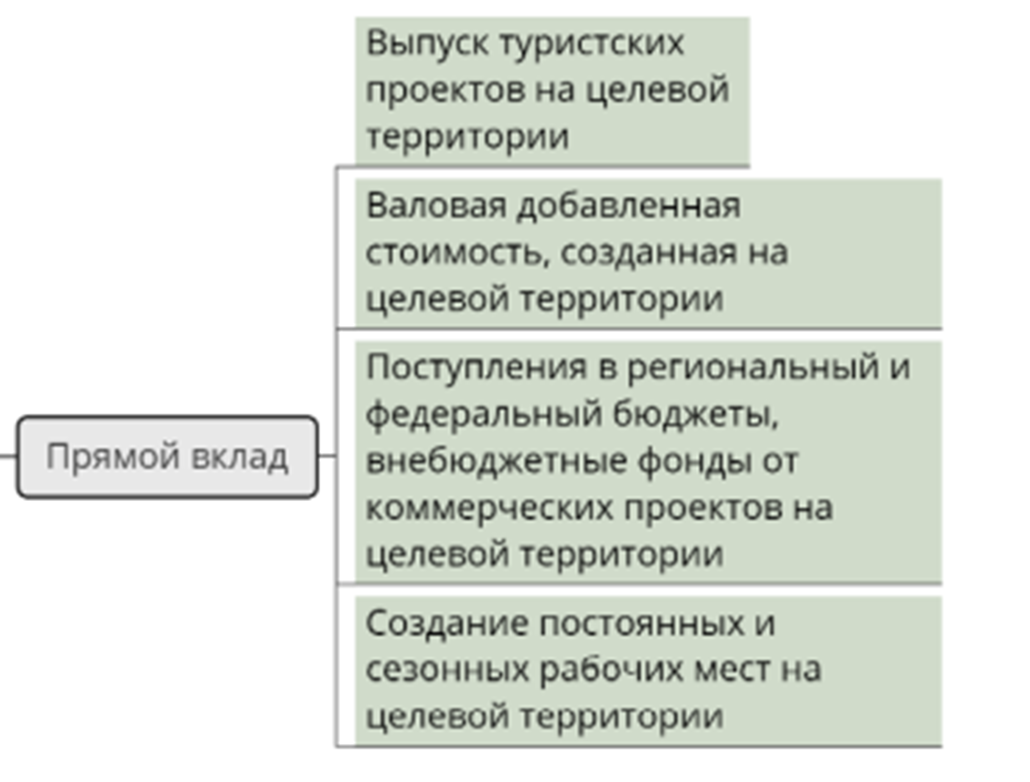 Выпуск туристских
проектов на целевой
территории
Валовая добавленная
стоимость, созданная на
целевой территории
Поступления в региональный и
федеральный бюджеты,
внебюджетные фонды от
коммерческих проектов на
целевой территории
Прямой вклад
Создание постоянных и
сезонных рабочих мест на
целевой территории